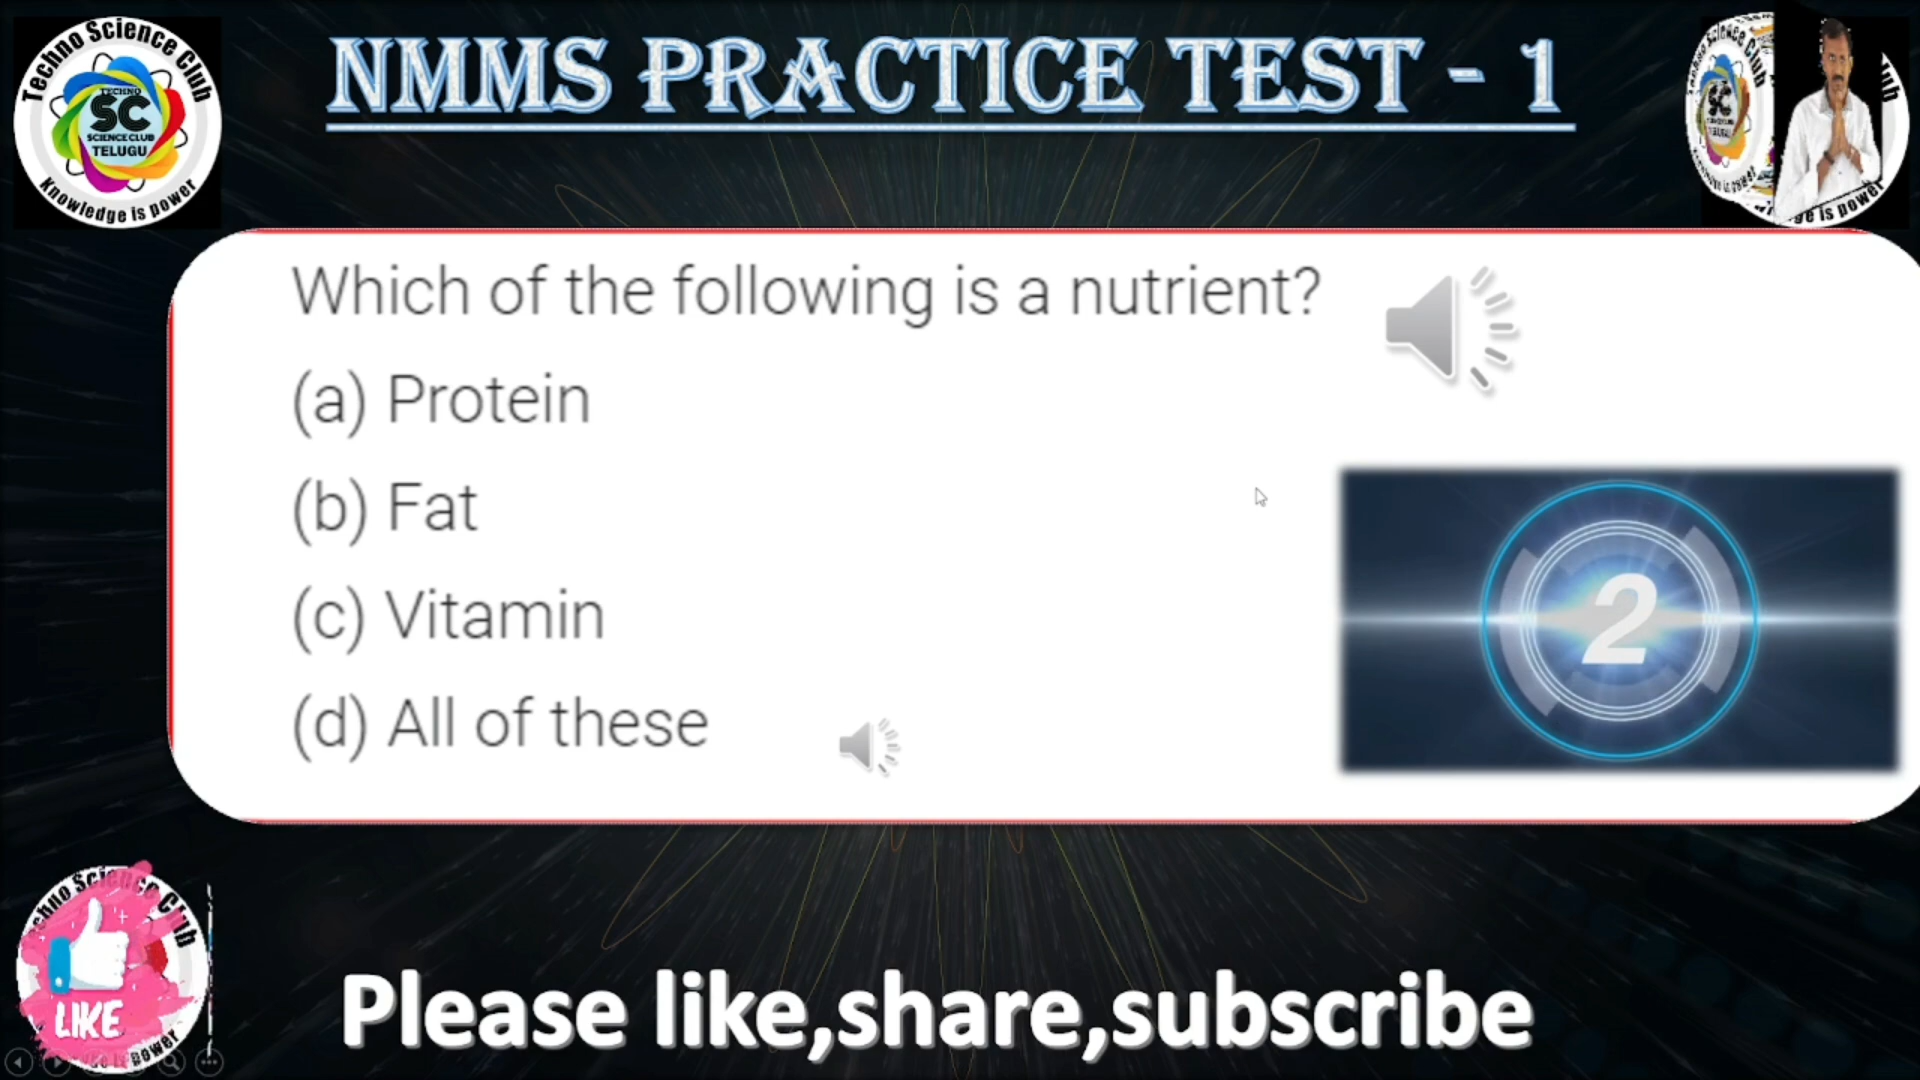 Techno Science Club
TECHNO
SC
SCIENCE CLUB
TELUGU
Knowledge is power
NMMS PRACTICE TEST - 1
Which of the following is a nutrient?
(a) Protein
(b) Fat
(c) Vitamin
(d) All of these
2
LIKE
Please like,share,subscribe